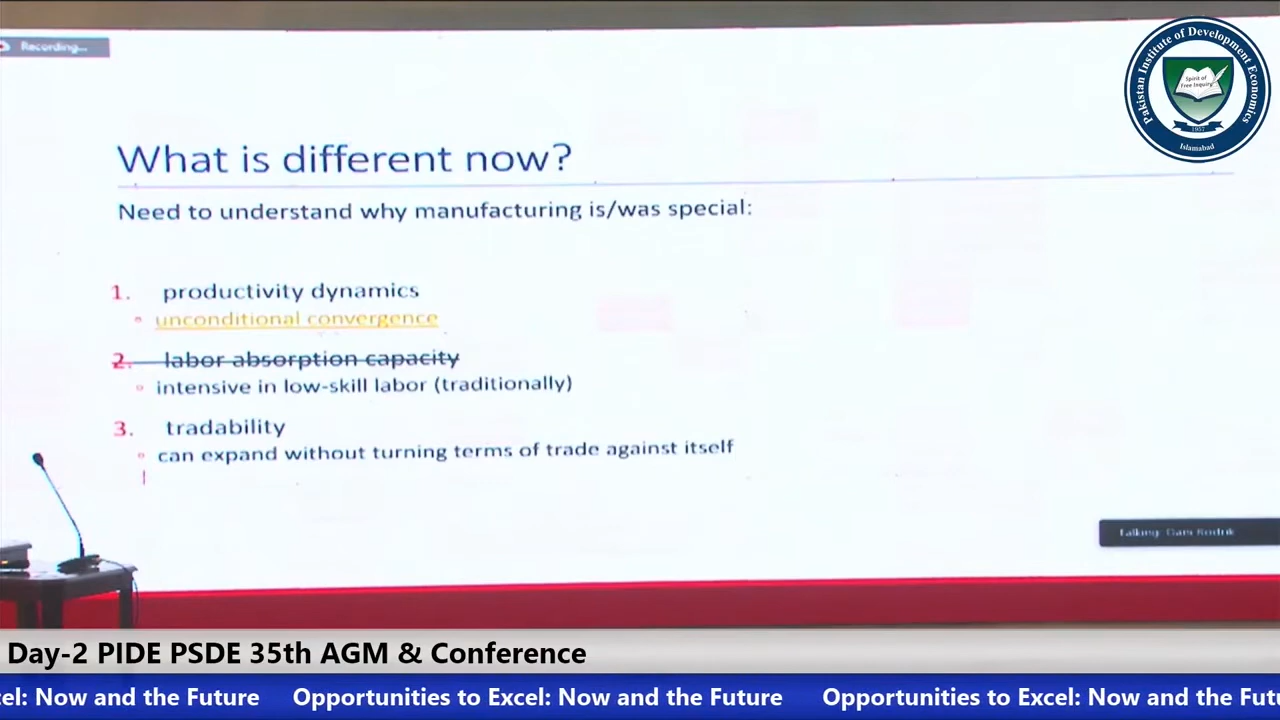 Recording...
Pakistan Institute of Development Economics
Spirit of
Free Inquiry
1957
Islamabad
What is different now?
Need to understand why manufacturing is/was special:
1. productivity dynamics
unconditional convergence
2. labor absorption capacity
intensive in low-skill labor (traditionally)
3. tradability
can expand without turning terms of trade against itself
Talking: Dani Rodrik
Day-2 PIDE PSDE 35th AGM & Conference
cel: Now and the Future Opportunities to Excel: Now and the Future Opportunities to Excel: Now and the Futu